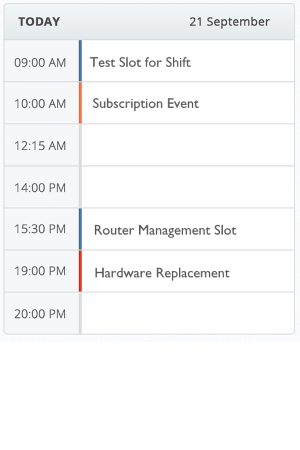 TODAY 21 September
09:00 AM Test Slot for Shift
10:00 AM Subscription Event
12:15 AM
14:00 PM
15:30 PM Router Management Slot
19:00 PM Hardware Replacement
20:00 PM